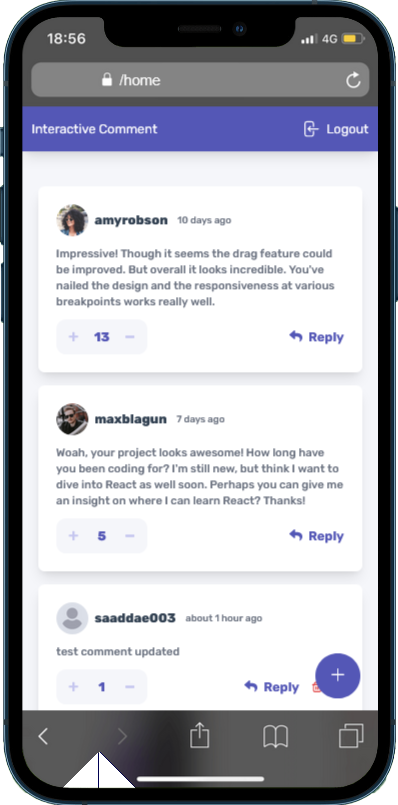 18:56
4G
/home
Interactive Comment
Logout
amyrobson 10 days ago
Impressive! Though it seems the drag feature could
be improved. But overall it looks incredible. You've
nailed the design and the responsiveness at various
breakpoints works really well.
+ 13 −
Reply
maxblagun 7 days ago
Woah, your project looks awesome! How long have
you been coding for? I'm still new, but think I want to
dive into React as well soon. Perhaps you can give me
an insight on where I can learn React? Thanks!
+ 5 −
Reply
saaddae003 about 1 hour ago
test comment updated
+ 1 −
Reply
+